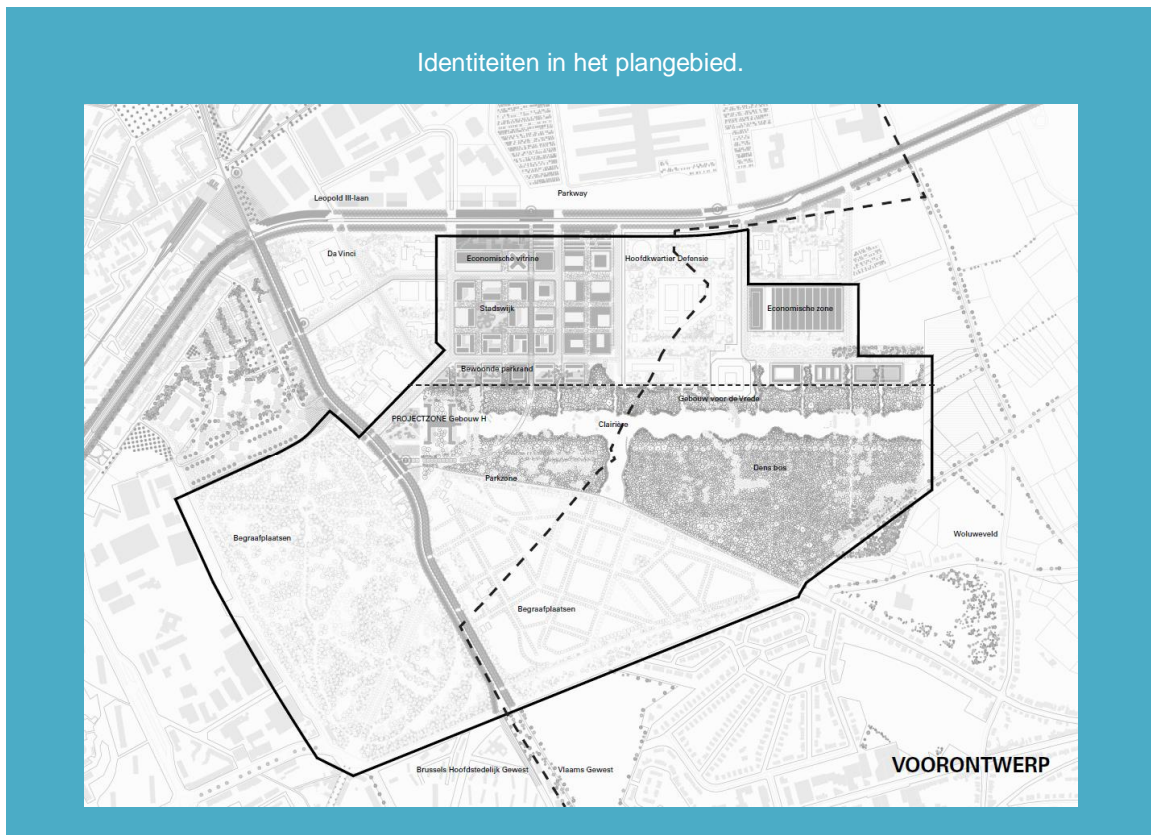 Identiteiten in het plangebied.
Parkway
Leopold III-laan
Da Vinci
Economische vitrine
Hoofdkwartier Defensie
Stadswijk
Economische zone
Bewoonde parkrand
Gebouw voor de Vrede
PROJECTZONE Gebouw H
Clairière
Dens bos
Parkzone
Woluweveld
Begraafplaatsen
Begraafplaatsen
VOORONTWERP
Brussels Hoofdstedelijk Gewest
Vlaams Gewest